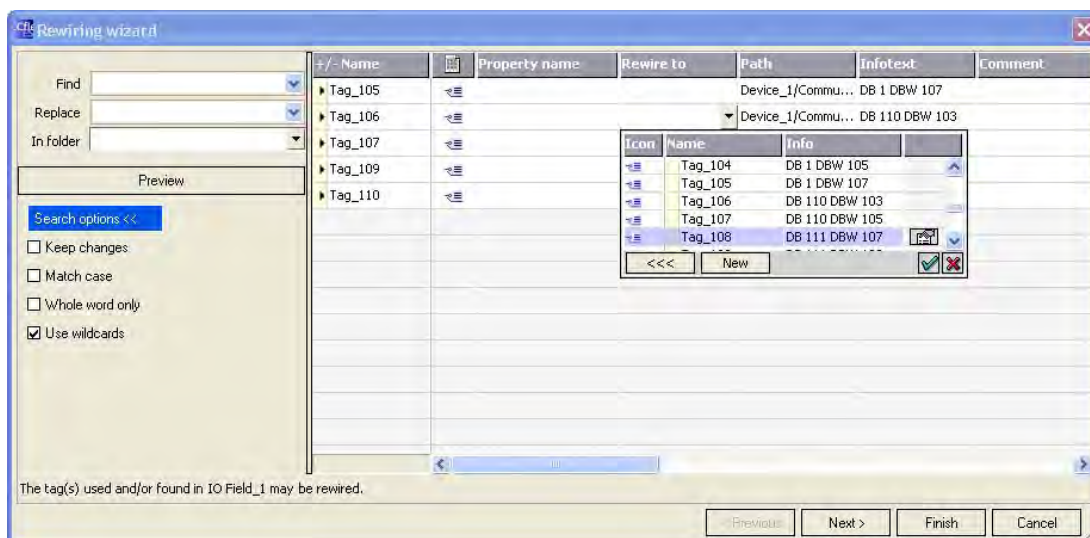 Rewiring wizard
Find
Replace
In folder
Preview
Search options <<
Keep changes
Match case
Whole word only
Use wildcards
+/- Name Property name Rewire to Path Infotext Comment
Tag_105 Device_1/Commu... DB 1 DBW 107
Tag_106 Device_1/Commu... DB 110 DBW 103
Tag_107
Tag_109
Tag_110
Icon Name Info
Tag_104 DB 1 DBW 105
Tag_105 DB 1 DBW 107
Tag_106 DB 110 DBW 103
Tag_107 DB 110 DBW 105
Tag_108 DB 111 DBW 107
<<< New
The tag(s) used and/or found in IO Field_1 may be rewired.
< Previous Next > Finish Cancel